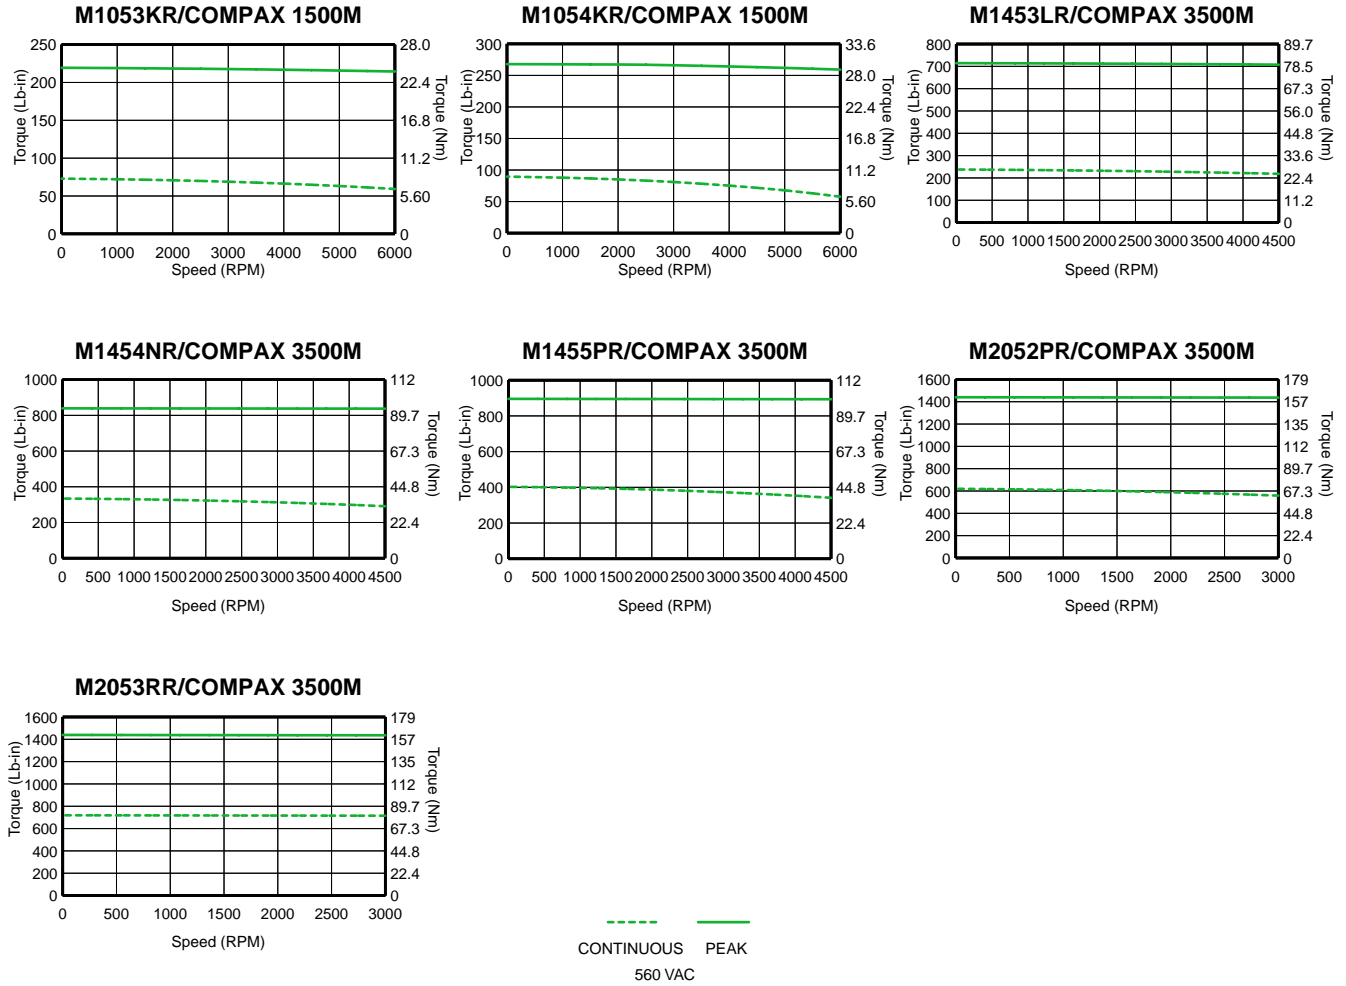 M1053KR/COMPAX 1500M
250
200
150
100
50
0
28.0
22.4
16.8
11.2
5.60
0
Torque (Lb-in)
Torque (Nm)
0 1000 2000 3000 4000 5000 6000
Speed (RPM)
M1054KR/COMPAX 1500M
300
250
200
150
100
50
0
33.6
28.0
22.4
16.8
11.2
5.60
0
Torque (Lb-in)
Torque (Nm)
0 1000 2000 3000 4000 5000 6000
Speed (RPM)
M1453LR/COMPAX 3500M
800
700
600
500
400
300
200
100
0
89.7
78.5
67.3
56.0
44.8
33.6
22.4
11.2
0
Torque (Lb-in)
Torque (Nm)
0 500 1000 1500 2000 2500 3000 3500 4000 4500
Speed (RPM)
M1454NR/COMPAX 3500M
1000
800
600
400
200
0
112
89.7
67.3
44.8
22.4
0
Torque (Lb-in)
Torque (Nm)
0 500 1000 1500 2000 2500 3000 3500 4000 4500
Speed (RPM)
M1455PR/COMPAX 3500M
1000
800
600
400
200
0
112
89.7
67.3
44.8
22.4
0
Torque (Lb-in)
Torque (Nm)
0 500 1000 1500 2000 2500 3000 3500 4000 4500
Speed (RPM)
M2052PR/COMPAX 3500M
1600
1400
1200
1000
800
600
400
200
0
179
157
135
112
89.7
67.3
44.8
22.4
0
Torque (Lb-in)
Torque (Nm)
0 500 1000 1500 2000 2500 3000
Speed (RPM)
M2053RR/COMPAX 3500M
1600
1400
1200
1000
800
600
400
200
0
179
157
135
112
89.7
67.3
44.8
22.4
0
Torque (Lb-in)
Torque (Nm)
0 500 1000 1500 2000 2500 3000
Speed (RPM)
CONTINUOUS PEAK
560 VAC